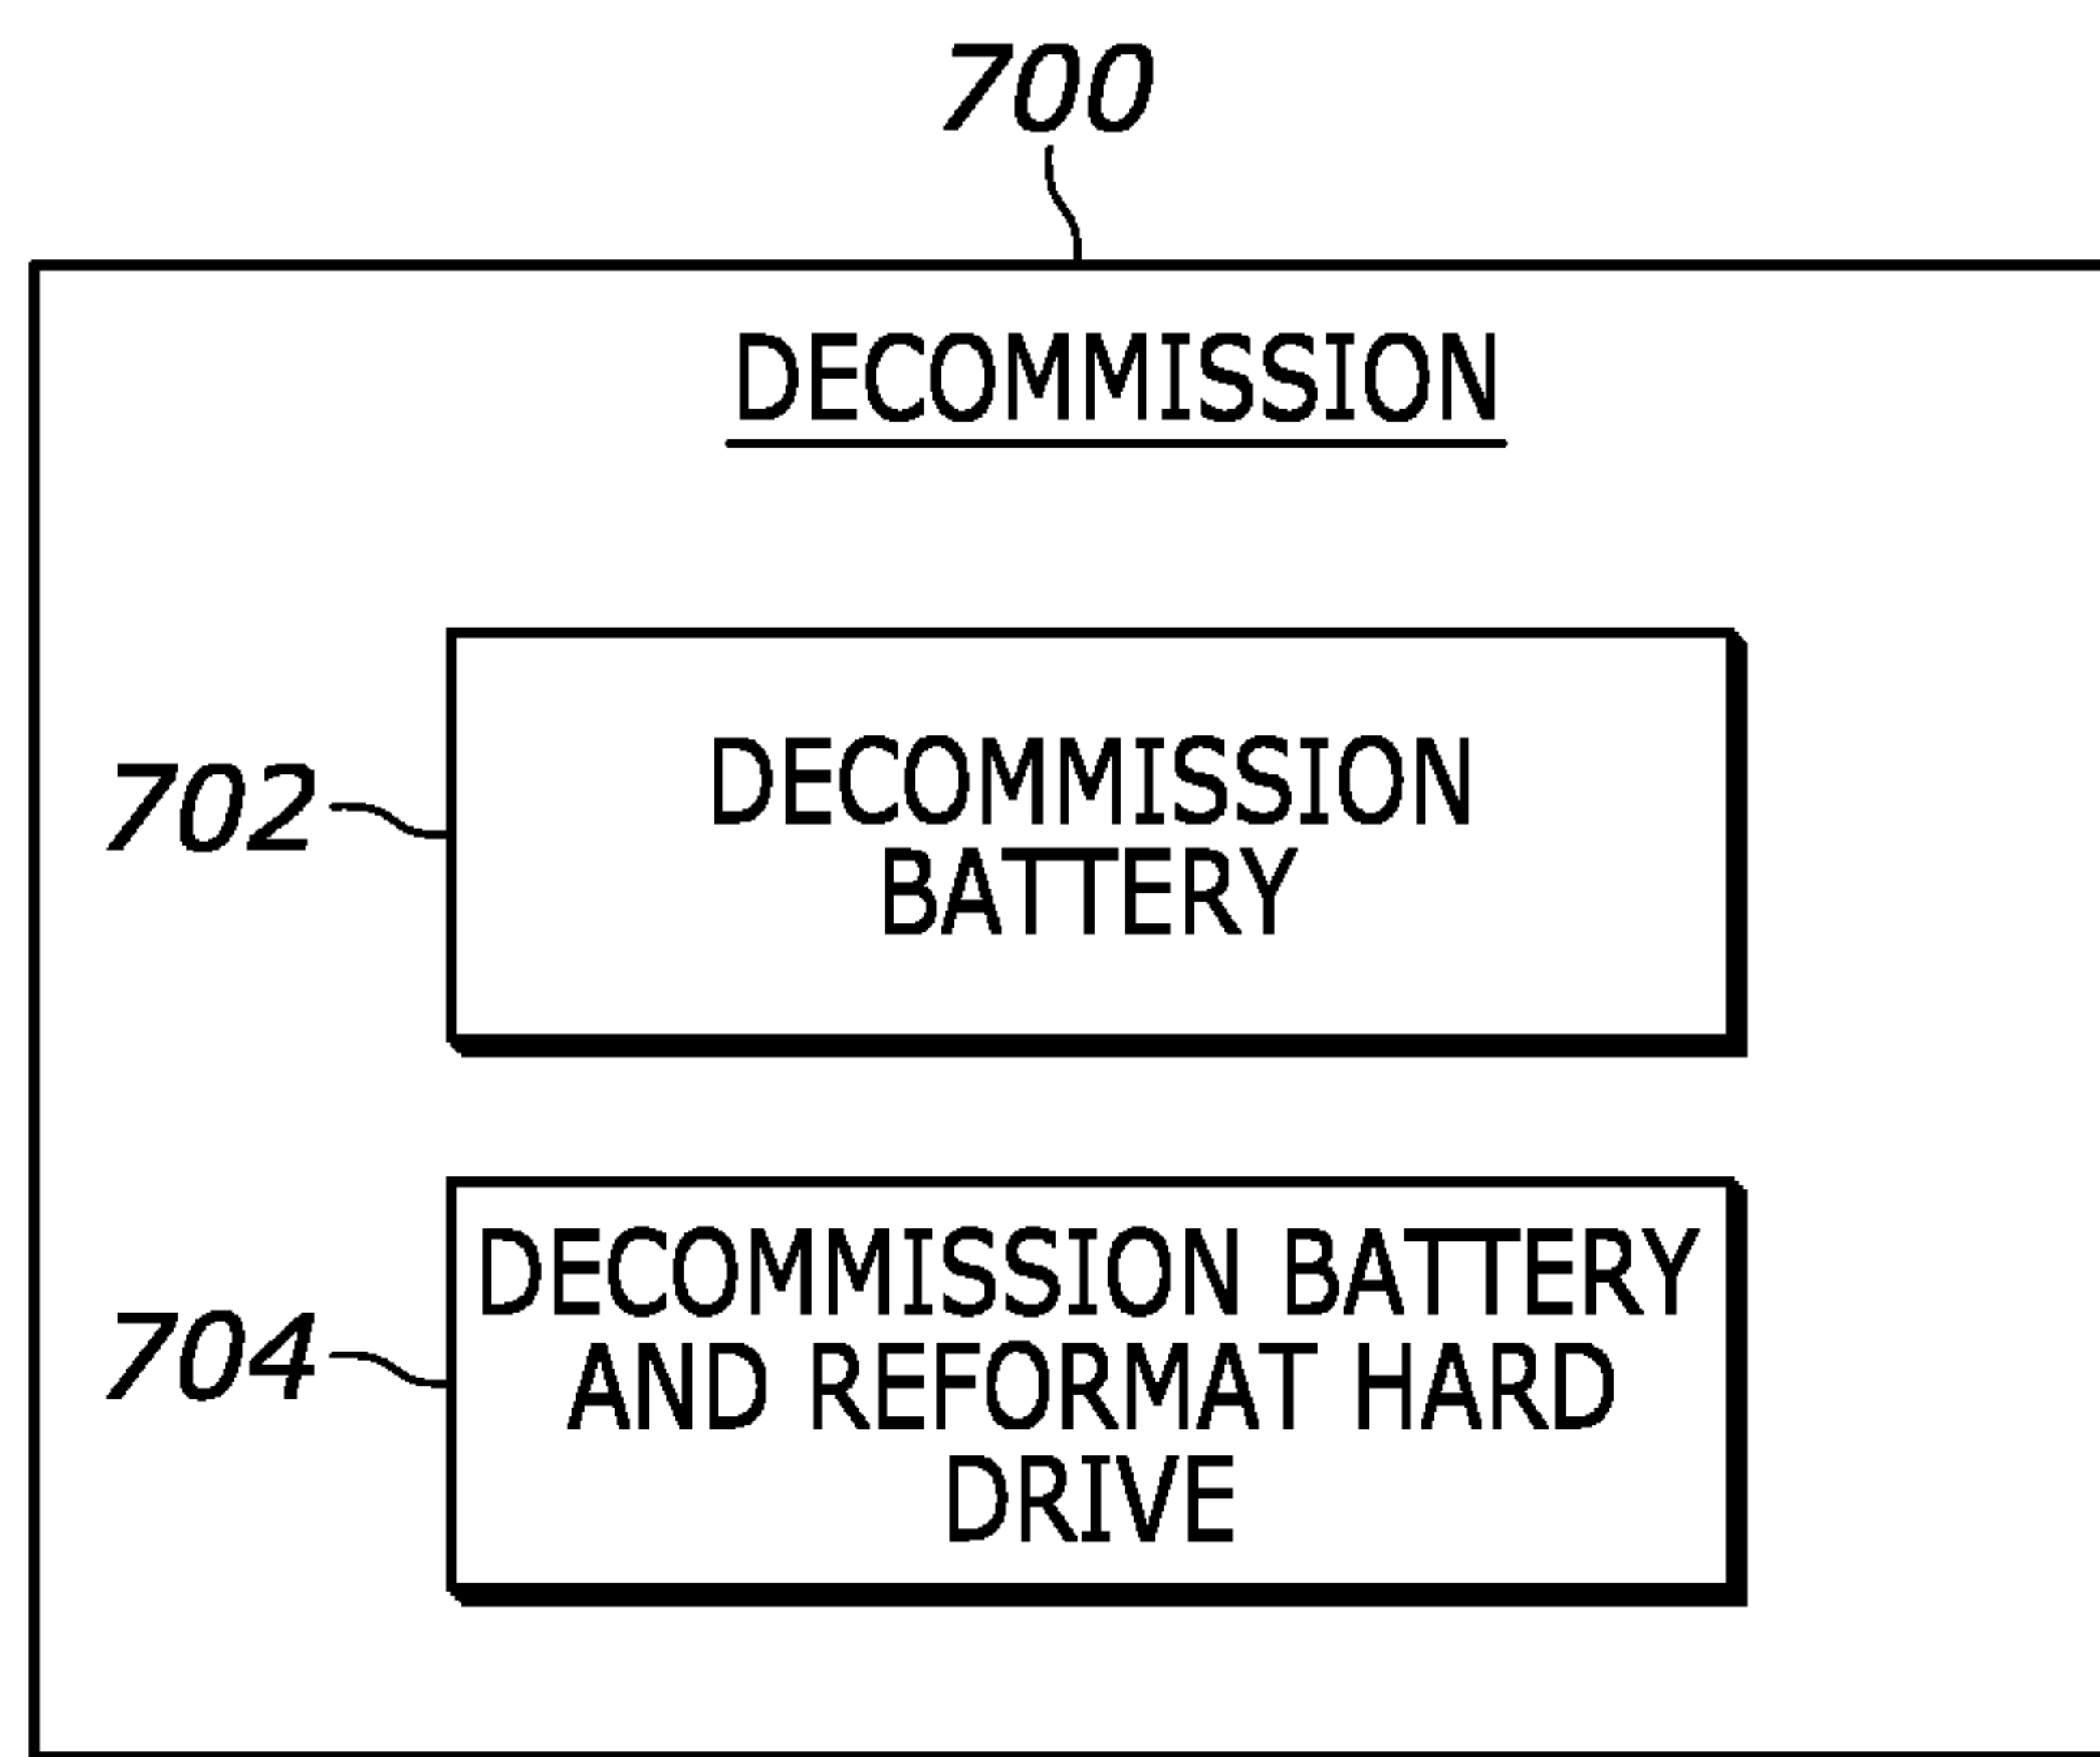 700
DECOMMISSION
702
DECOMMISSION
BATTERY
704
DECOMMISSION BATTERY
AND REFORMAT HARD
DRIVE